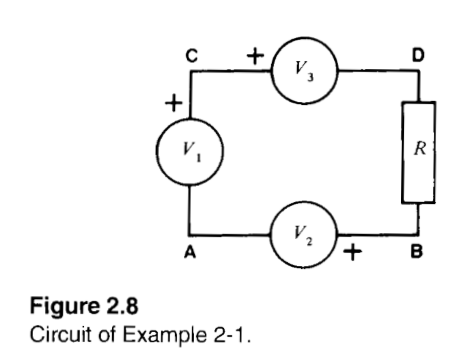 C + V3 D
+
V1 R
V2
A + B
Figure 2.8
Circuit of Example 2-1.